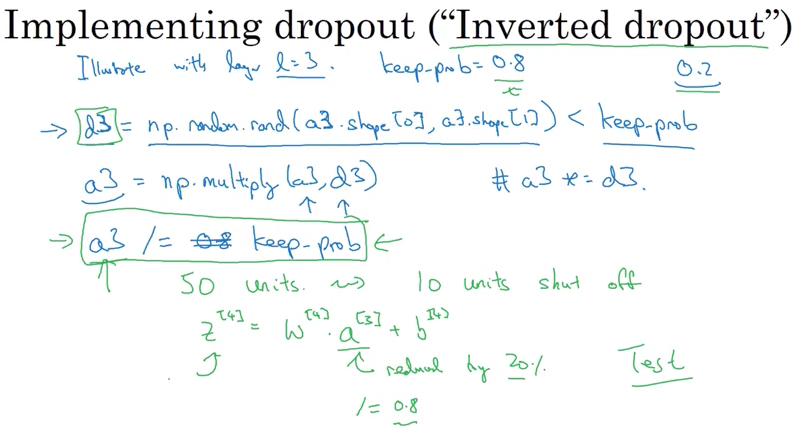 Implementing dropout (“Inverted dropout”)
Illustrate with layer l=3. keep-prob = 0.8 0.2
→ d3 = np.random.rand(a3.shape[0], a3.shape[1]) < keep-prob
a3 = np.multiply(a3, d3) # a3 *= d3.
→ a3 /= 0.8 keep-prob ←
50 units. ⇝ 10 units shut off
z^[4] = W^[4] · a^[3] + b^[4]
reduced by 20%. Test
/= 0.8